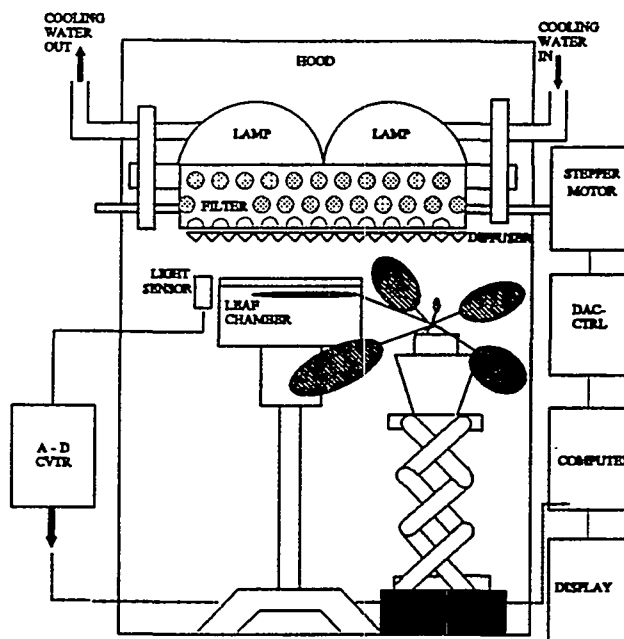 COOLING
WATER
OUT
COOLING
WATER
IN
HOOD
LAMP
LAMP
STEPPER
MOTOR
FILTER
DIFFUSER
LIGHT
SENSOR
LEAF
CHAMBER
DAC-
CTRL
A - D
CVTR
COMPUTER
DISPLAY